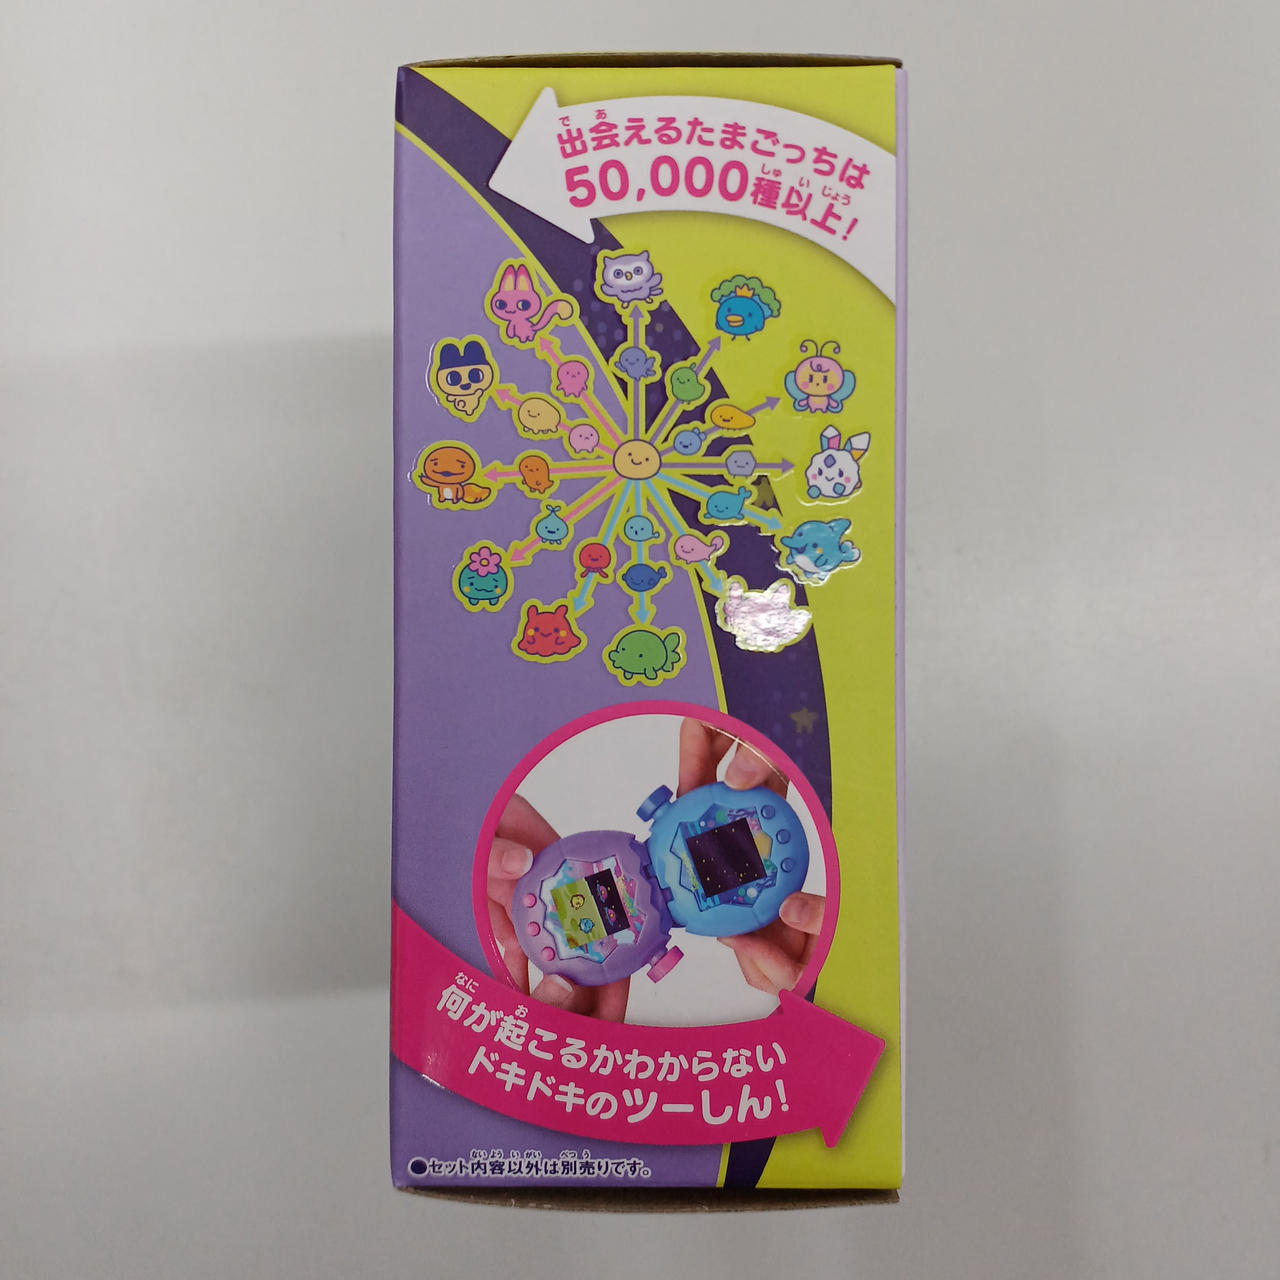 出会えるたまごっちは
50,000種以上!
何が起こるかわからない
ドキドキのツーしん!
●セット内容以外は別売りです。